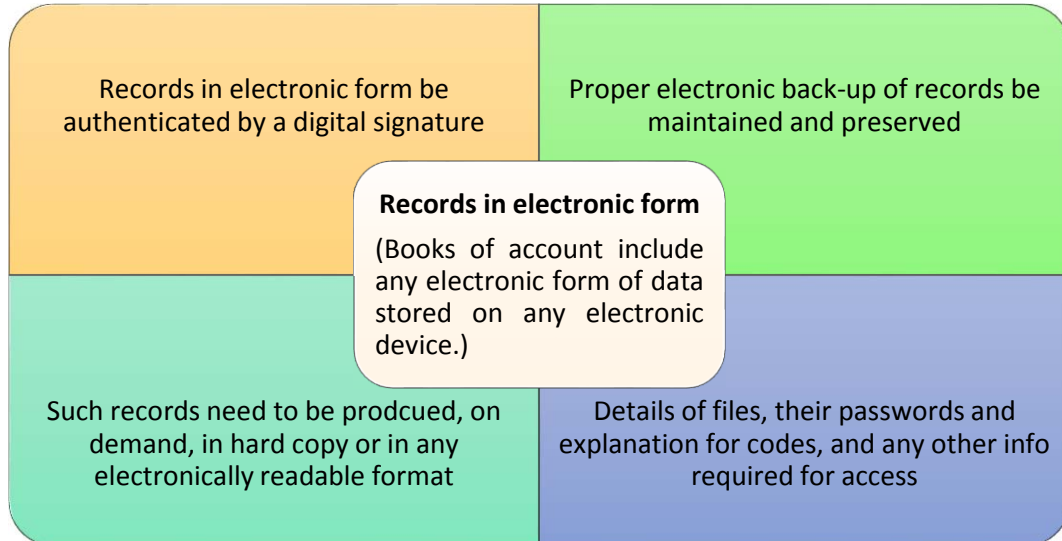 Records in electronic form be
authenticated by a digital signature
Proper electronic back-up of records be
maintained and preserved
Records in electronic form
(Books of account include
any electronic form of data
stored on any electronic
device.)
Such records need to be prodcued, on
demand, in hard copy or in any
electronically readable format
Details of files, their passwords and
explanation for codes, and any other info
required for access